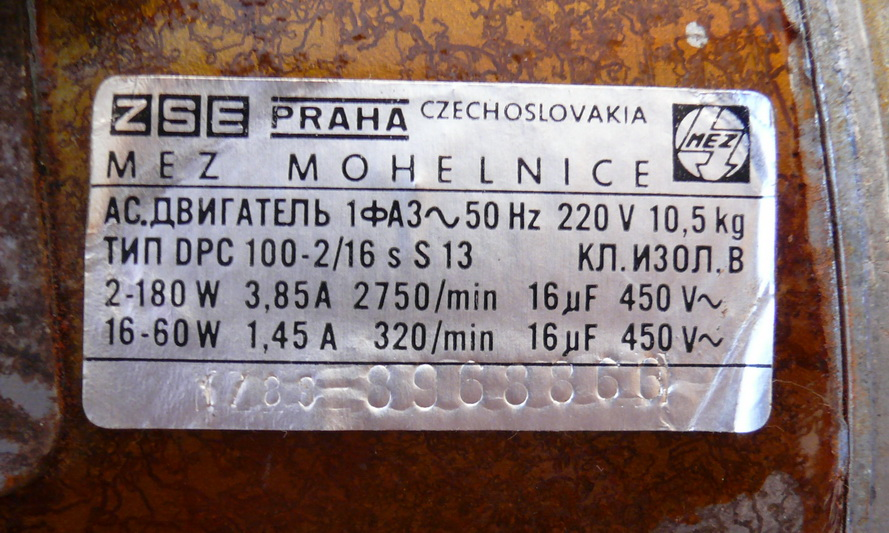 ZSE PRAHA CZECHOSLOVAKIA
MEZ
MEZ MOHELNICE
АС.ДВИГАТЕЛЬ 1ФАЗ~50 Hz 220 V 10,5 kg
ТИП DPC 100-2/16 s S 13 КЛ.ИЗОЛ.В
2-180 W 3,85A 2750/min 16µF 450 V~
16-60W 1,45 A 320/min 16µF 450 V~